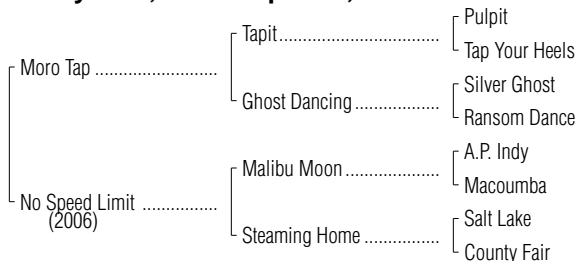 Pulpit
Tapit
Tap Your Heels
Moro Tap
Silver Ghost
Ghost Dancing
Ransom Dance
A.P. Indy
Malibu Moon
Macoumba
No Speed Limit
(2006)
Salt Lake
Steaming Home
County Fair